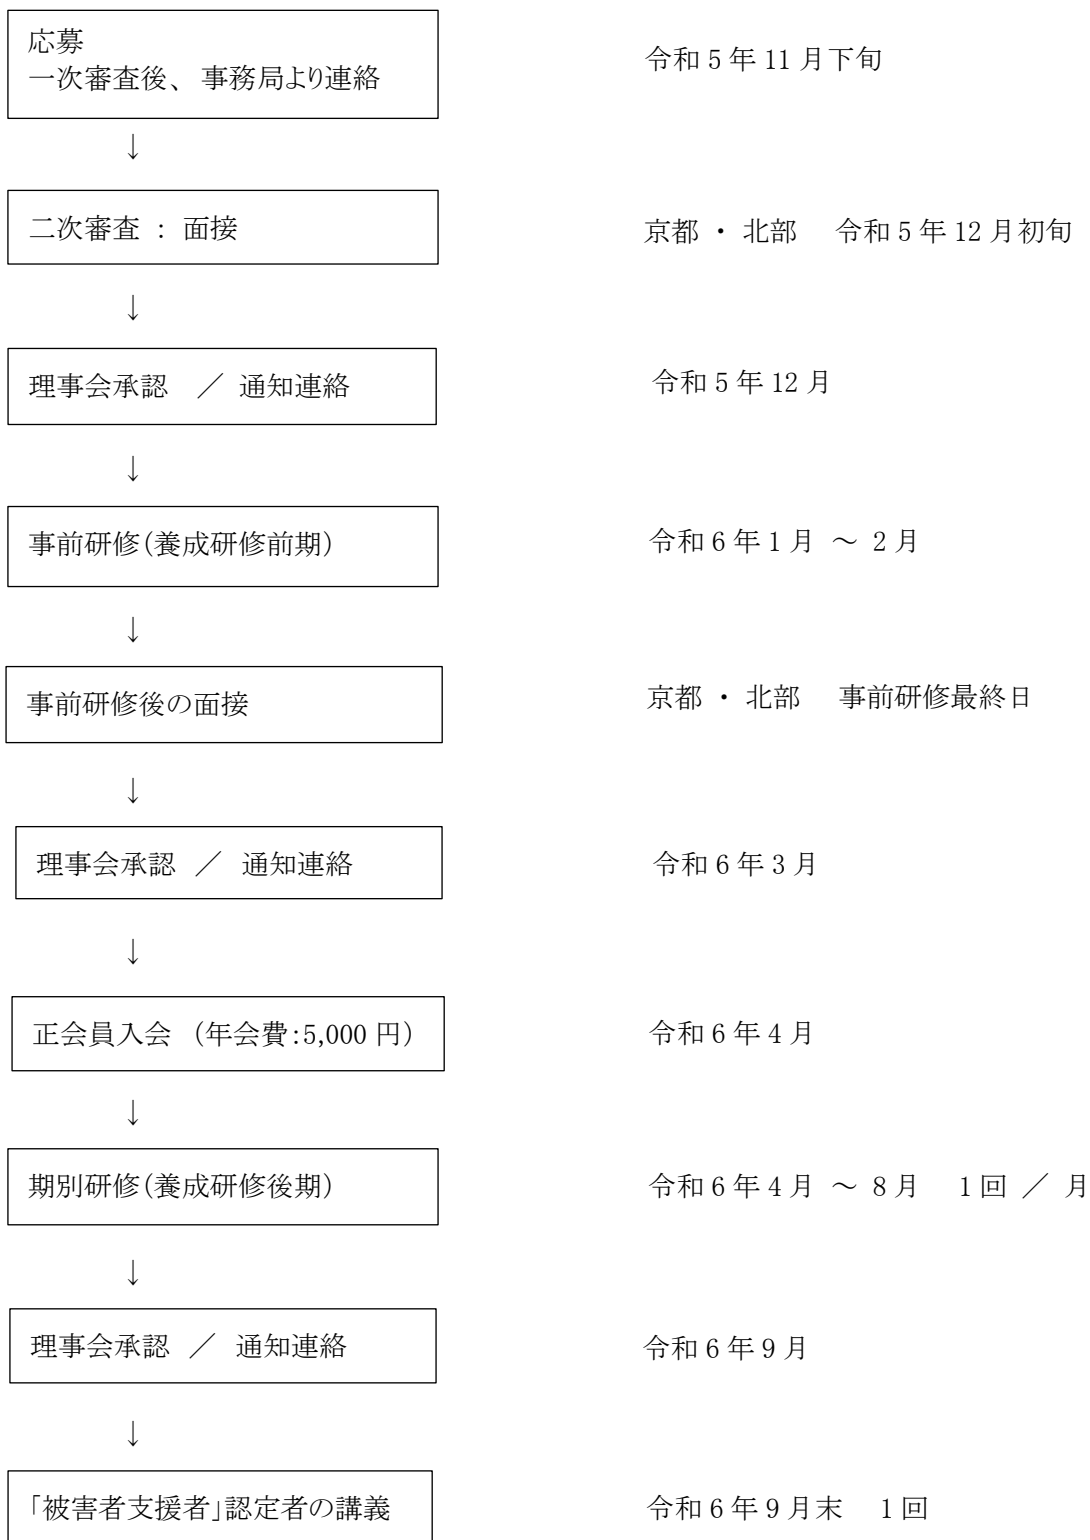 応募
一次審査後、事務局より連絡
令和5年11月下旬
↓
二次審査 : 面接
京都 ・ 北部 令和5年12月初旬
↓
理事会承認 ／ 通知連絡
令和5年12月
↓
事前研修(養成研修前期)
令和6年1月 ～ 2月
↓
事前研修後の面接
京都 ・ 北部 事前研修最終日
↓
理事会承認 ／ 通知連絡
令和6年3月
↓
正会員入会 (年会費:5,000円)
令和6年4月
↓
期別研修(養成研修後期)
令和6年4月 ～ 8月 1回 ／ 月
↓
理事会承認 ／ 通知連絡
令和6年9月
↓
「被害者支援者」認定者の講義
令和6年9月末 1回